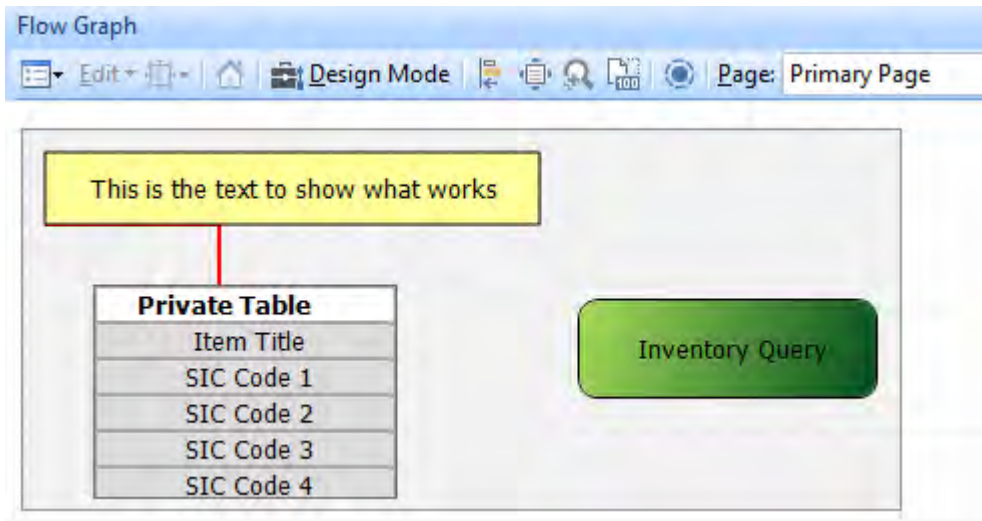 Flow Graph
Edit Design Mode 100 Page: Primary Page
This is the text to show what works
Private Table
Item Title
SIC Code 1
SIC Code 2
SIC Code 3
SIC Code 4
Inventory Query